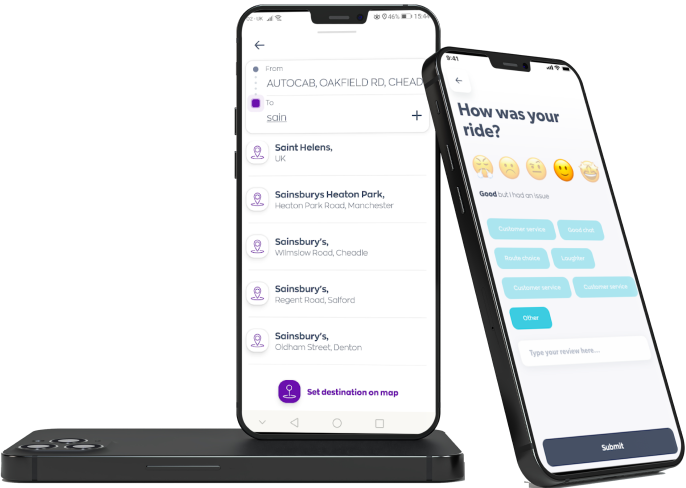 02 - UK
46%
15:44
From
AUTOCAB, OAKFIELD RD, CHEAD
To
sain
+
Saint Helens,
UK
Sainsburys Heaton Park,
Heaton Park Road, Manchester
Sainsbury's,
Wilmslow Road, Cheadle
Sainsbury's,
Regent Road, Salford
Sainsbury's,
Oldham Street, Denton
Set destination on map
9:41
How was your
ride?
Good but I had an issue
Customer service
Good chat
Route choice
Laughter
Customer service
Customer service
Other
Type your review here...
Submit